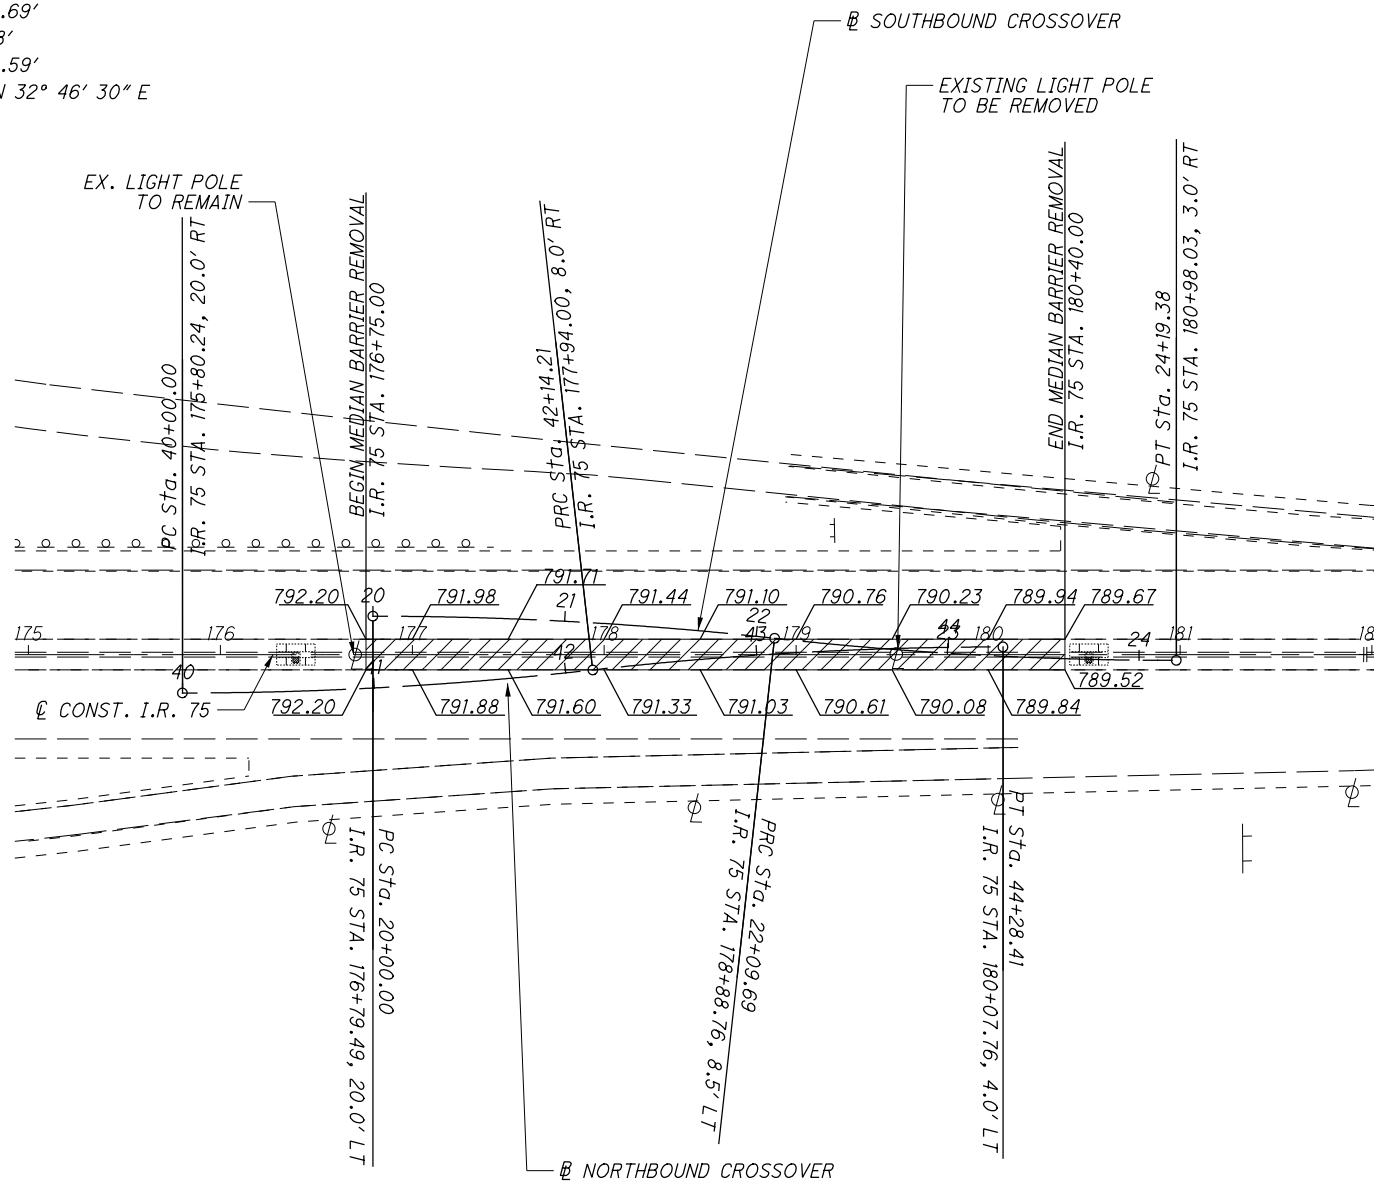 .69'
3'
.59'
N 32° 46' 30" E
℄ SOUTHBOUND CROSSOVER
EXISTING LIGHT POLE
TO BE REMOVED
EX. LIGHT POLE
TO REMAIN
PC Sta. 40+00.00
I.R. 75 STA. 175+80.24, 20.0' RT
BEGIN MEDIAN BARRIER REMOVAL
I.R. 75 STA. 176+75.00
PRC Sta. 42+14.21
I.R. 75 STA. 177+94.00, 8.0' RT
END MEDIAN BARRIER REMOVAL
I.R. 75 STA. 180+40.00
PT Sta. 24+19.38
I.R. 75 STA. 180+98.03, 3.0' RT
792.20
20
791.98
791.71
21
791.44
791.10
22
790.76
790.23
789.94
789.67
175
176
177
178
43
179
44
23
180
24
181
18
40
41
42
℄ CONST. I.R. 75
792.20
791.88
791.60
791.33
791.03
790.61
790.08
789.84
789.52
I.R. 75 STA. 176+79.49, 20.0' LT
PC Sta. 20+00.00
I.R. 75 STA. 178+88.76, 8.5' LT
PRC Sta. 22+09.69
I.R. 75 STA. 180+07.76, 4.0' LT
PT Sta. 44+28.41
℄ NORTHBOUND CROSSOVER